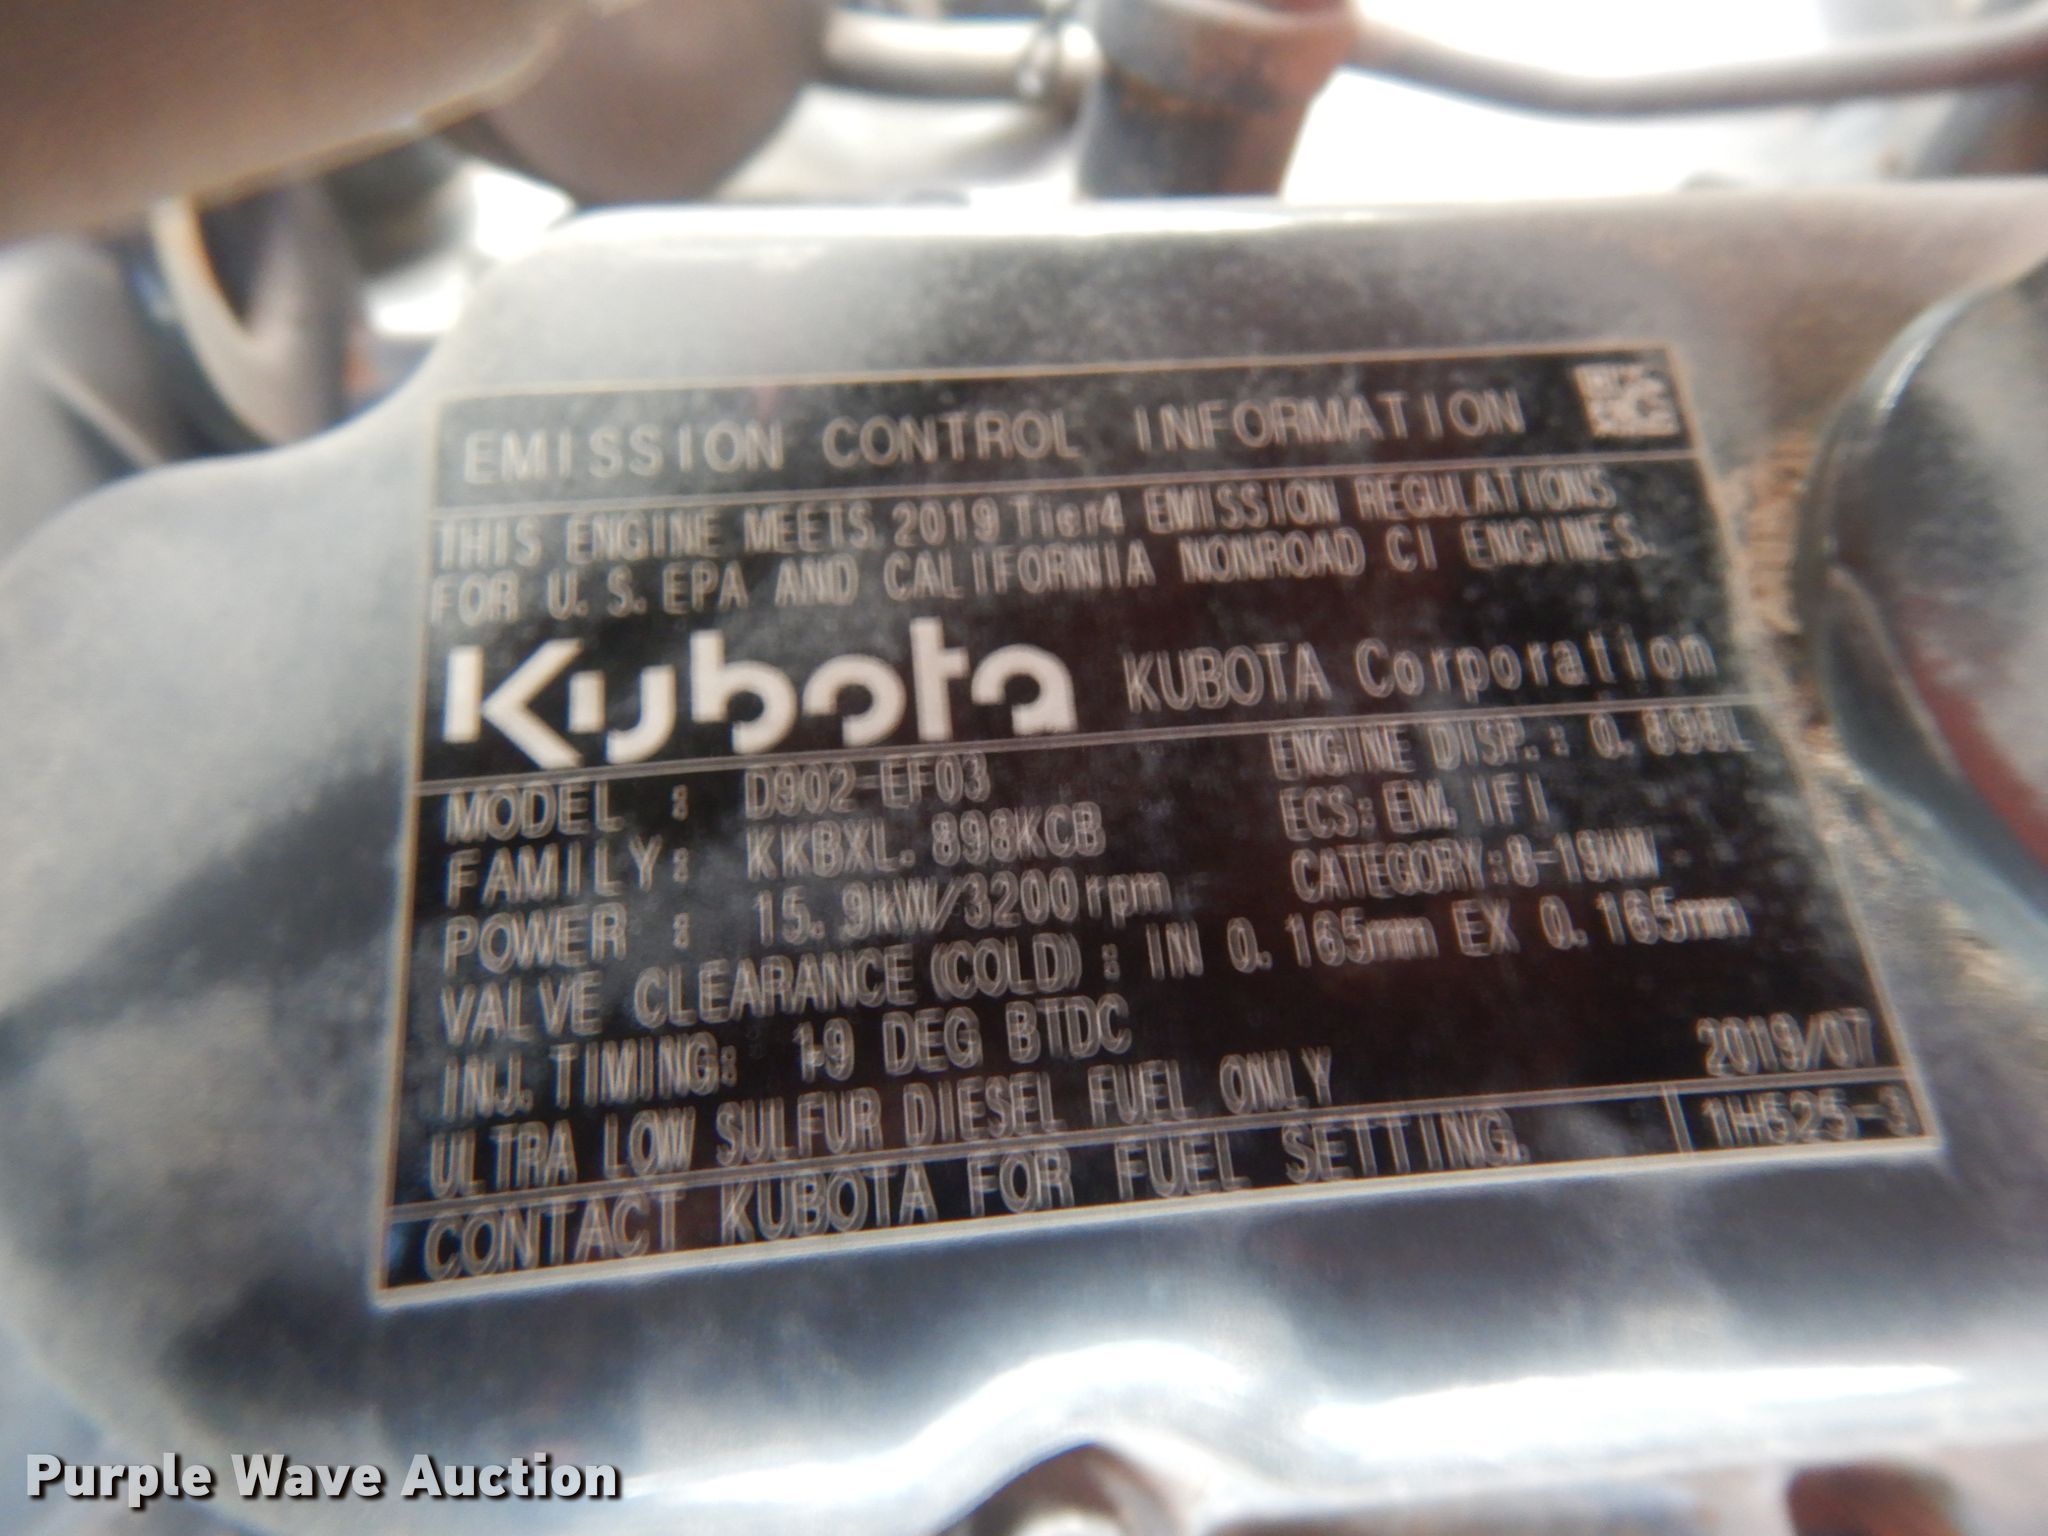 EMISSION CONTROL INFORMATION
THIS ENGINE MEETS 2019 Tier4 EMISSION REGULATIONS
FOR U.S.EPA AND CALIFORNIA NONROAD CI ENGINES.
Kubota KUBOTA Corporation
MODEL : D902-EF03 ENGINE DISP.: 0.898L
FAMILY: KKBXL.898KCB ECS: EM, IFI
POWER : 15.9kW/3200rpm CATEGORY:8-19kW
VALVE CLEARANCE(COLD): IN 0.165mm EX 0.165mm
INJ.TIMING: 19 DEG BTDC
ULTRA LOW SULFUR DIESEL FUEL ONLY 2019/07
CONTACT KUBOTA FOR FUEL SETTING. 1H525-3
Purple Wave Auction